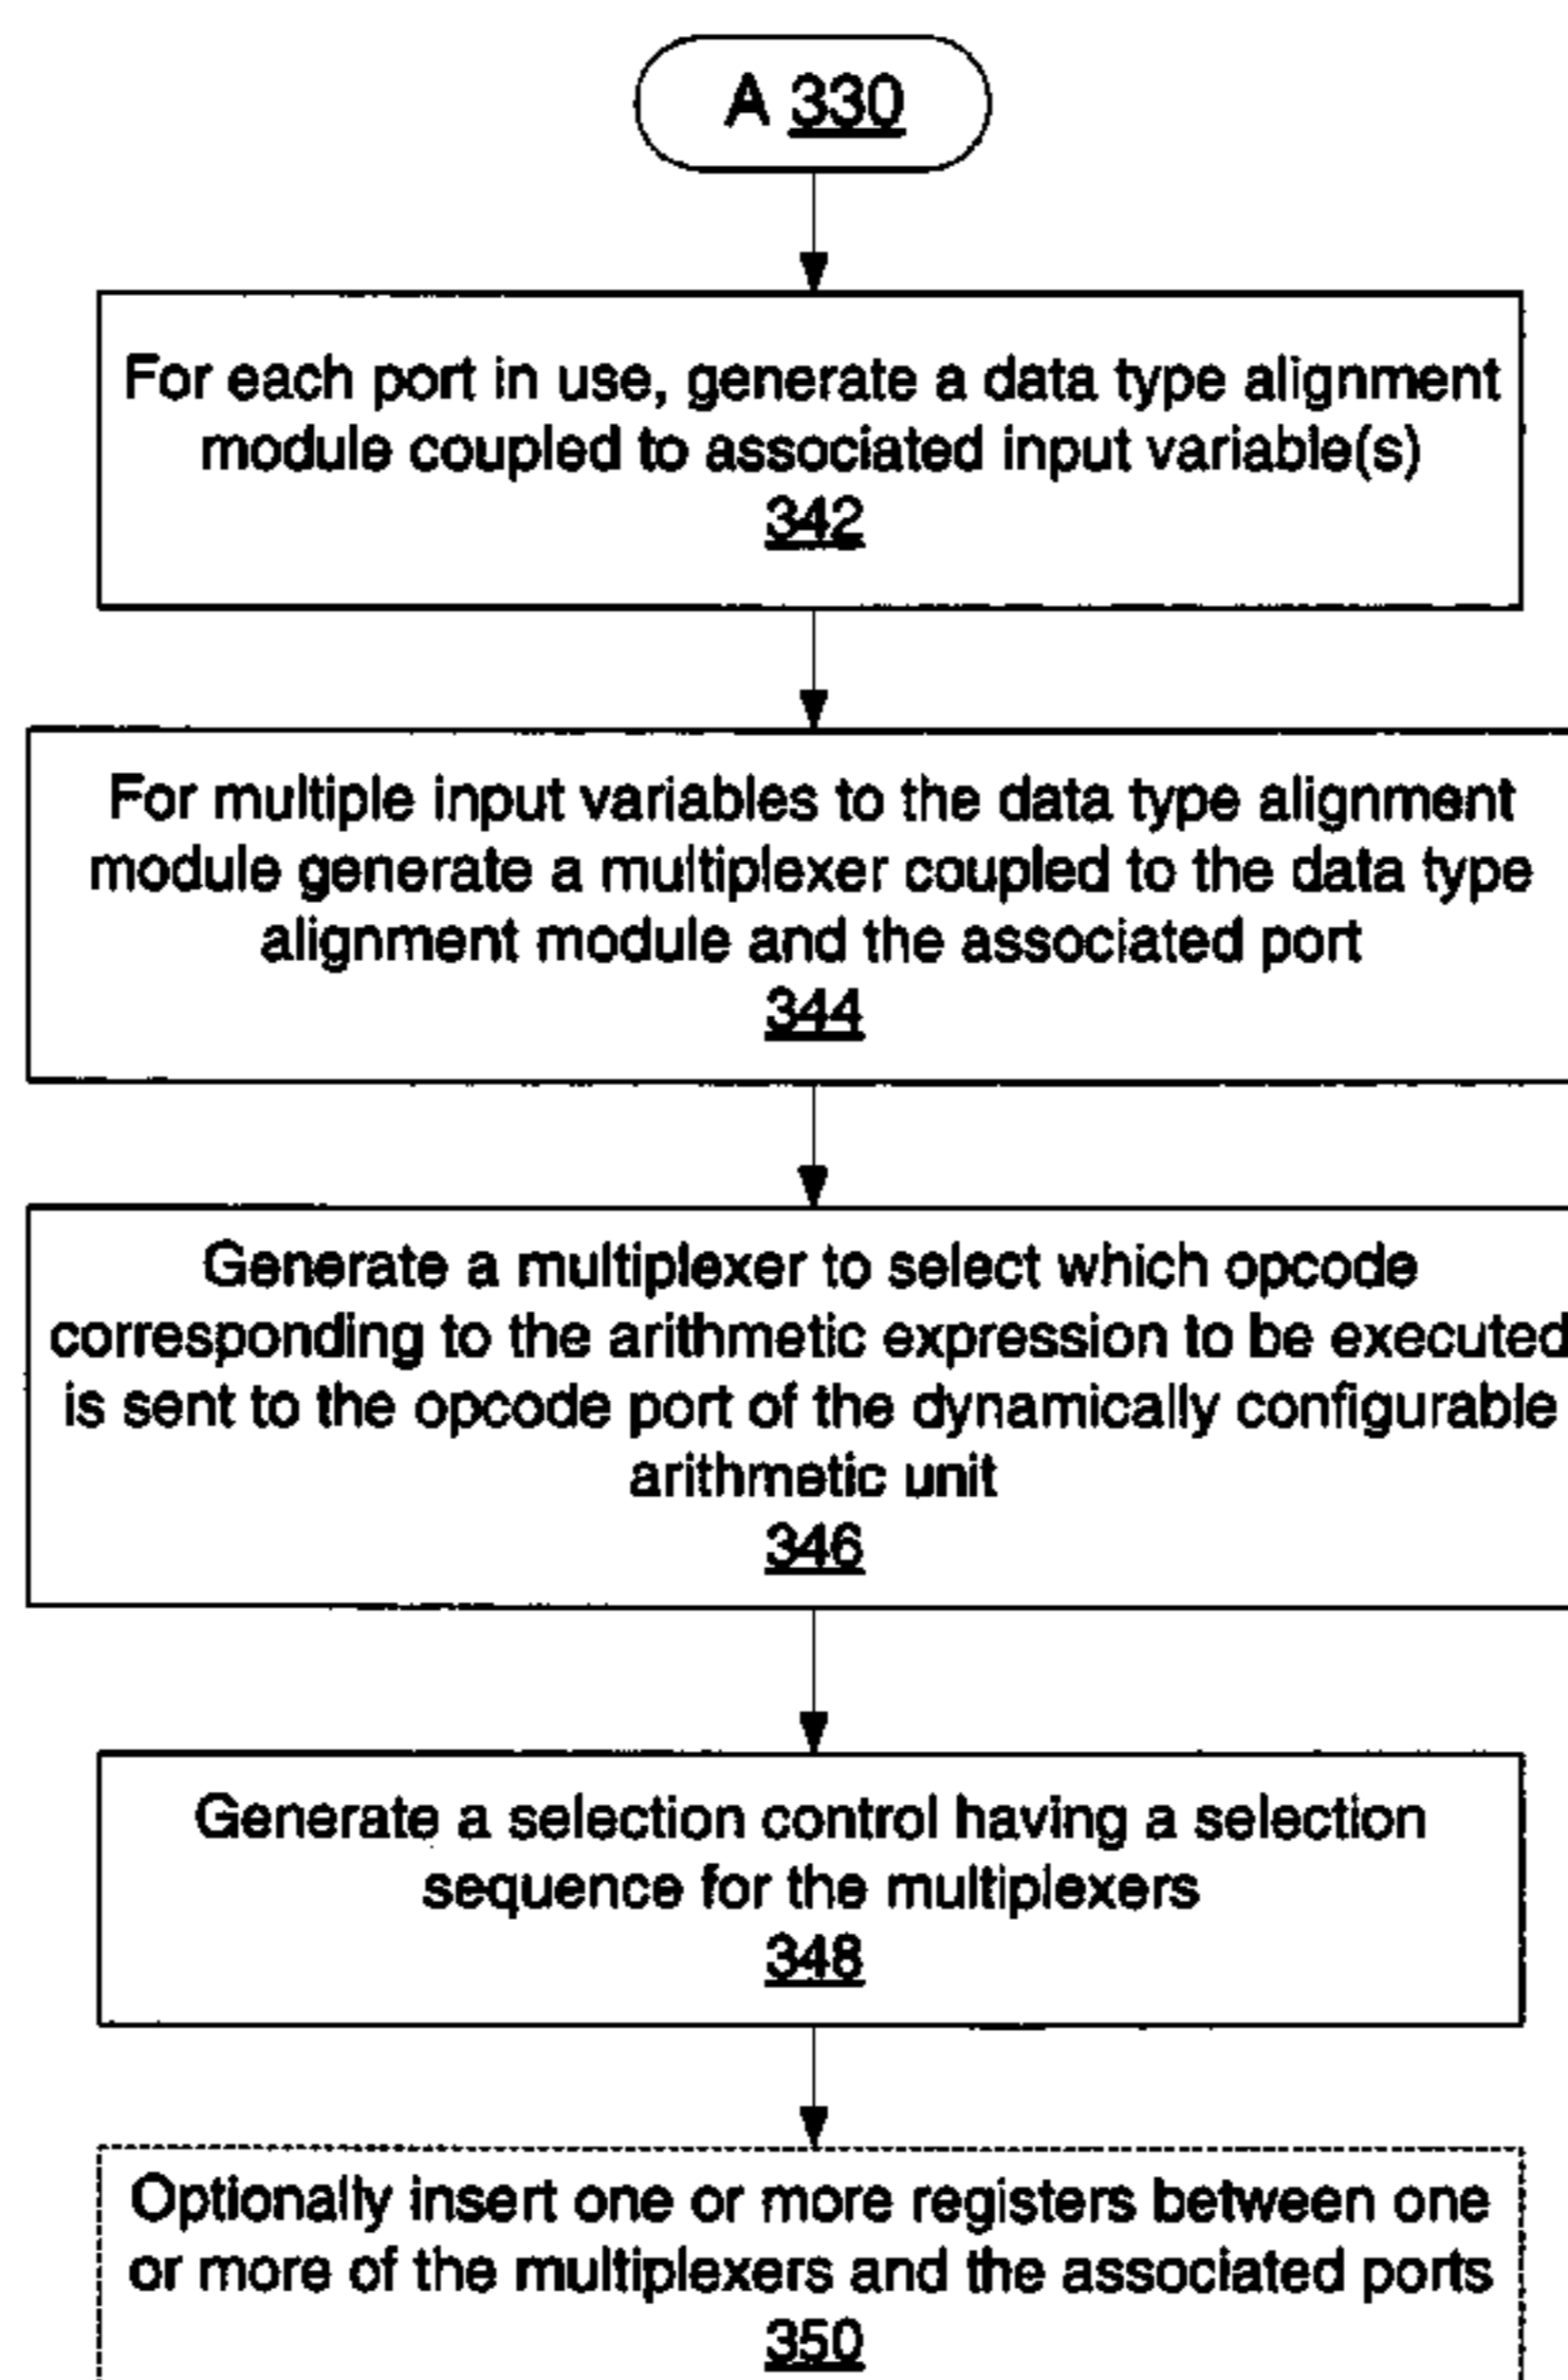 A 330
For each port in use, generate a data type alignment
module coupled to associated input variable(s)
342
For multiple input variables to the data type alignment
module generate a multiplexer coupled to the data type
alignment module and the associated port
344
Generate a multiplexer to select which opcode
corresponding to the arithmetic expression to be executed
is sent to the opcode port of the dynamically configurable
arithmetic unit
346
Generate a selection control having a selection
sequence for the multiplexers
348
Optionally insert one or more registers between one
or more of the multiplexers and the associated ports
350